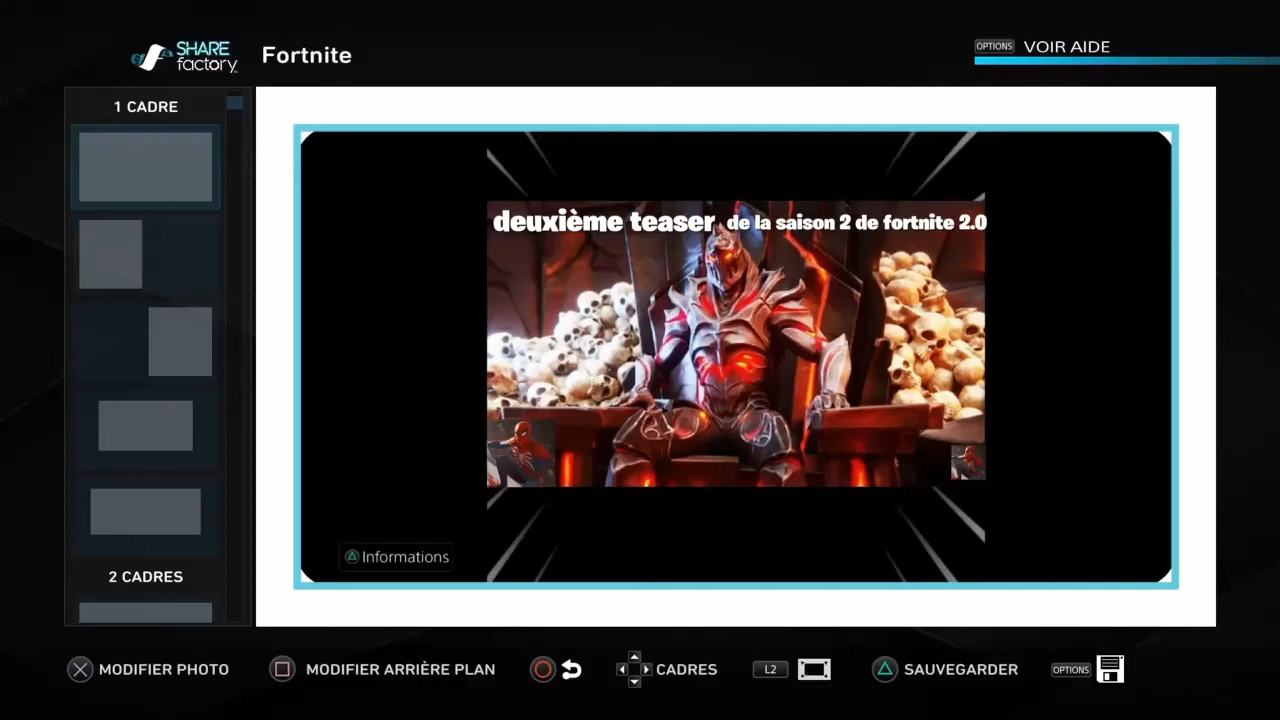 SHARE
factory™
Fortnite
OPTIONS VOIR AIDE
1 CADRE
deuxième teaser de la saison 2 de fortnite 2.0
Informations
2 CADRES
MODIFIER PHOTO
MODIFIER ARRIÈRE PLAN
CADRES
L2
SAUVEGARDER
OPTIONS